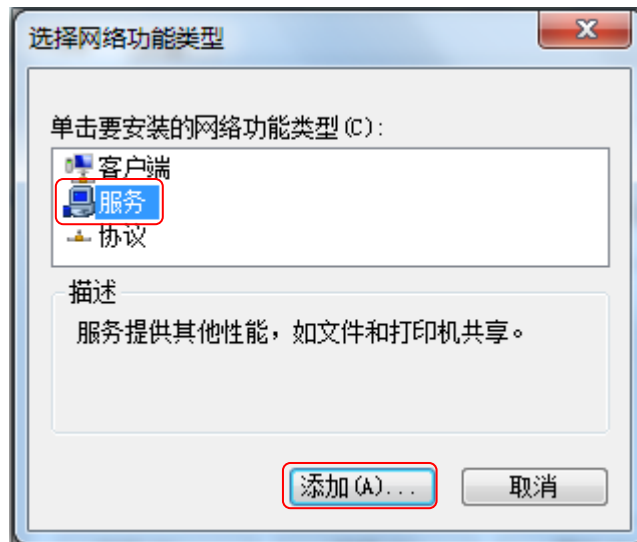 选择网络功能类型
单击要安装的网络功能类型(C):
客户端
服务
协议
描述
服务提供其他性能，如文件和打印机共享。
添加(A)...
取消